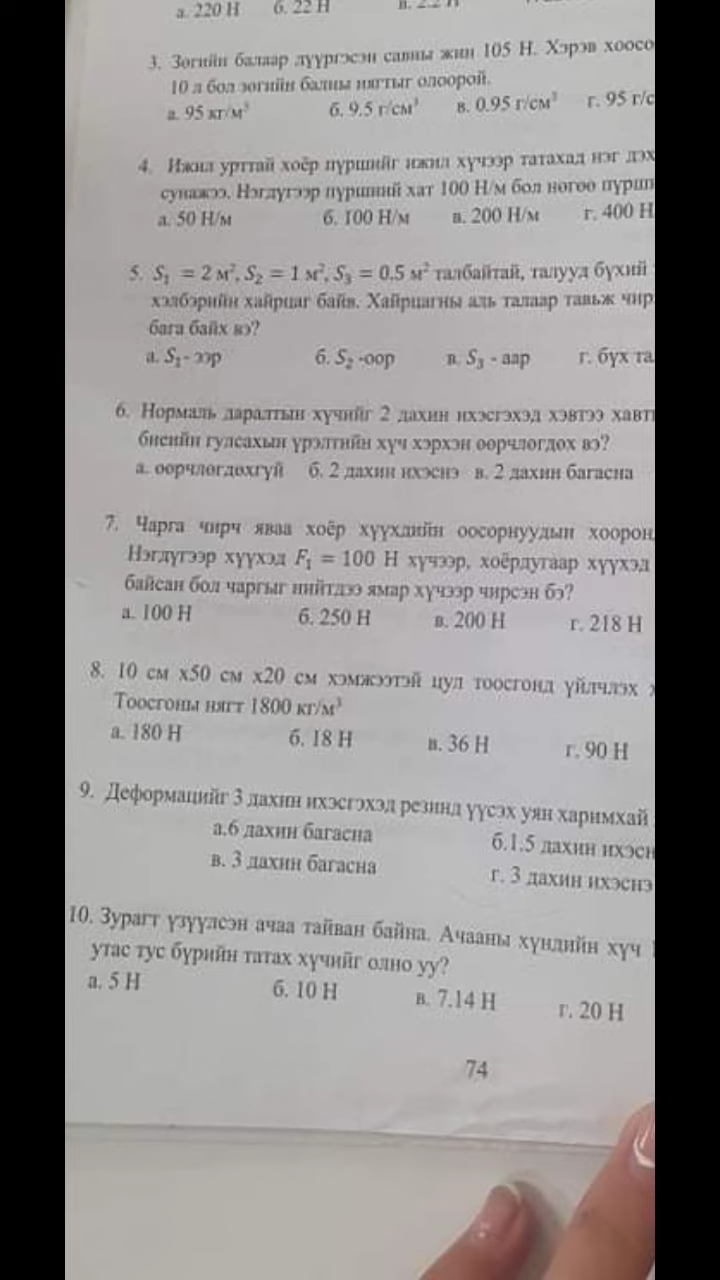 а. 220 Н б. 22 Н в. 2.2 Н
3. Зөгийн балаар дүүргэсэн савны жин 105 Н. Хэрэв хоосо
10 л бол зөгийн балны нягтыг олоорой.
а. 95 кг/м³ б. 9.5 г/см³ в. 0.95 г/см³ г. 95 г/с
4. Ижил урттай хоёр пүршийг ижил хүчээр татахад нэг дэх
сунажээ. Нэгдүгээр пүршний хат 100 Н/м бол нөгөө пүрш
а. 50 Н/м б. 100 Н/м в. 200 Н/м г. 400 Н
5. S₁ = 2 м², S₂ = 1 м², S₃ = 0.5 м² талбайтай, талууд бүхий
хэлбэрийн хайрцаг байв. Хайрцагны аль талаар тавьж чир
бага байх вэ?
а. S₁- ээр б. S₂ -оор в. S₃ - аар г. бүх та
6. Нормаль даралтын хүчийг 2 дахин ихэсгэхэд хэвтээ хавт
биеийн гулсахын үрэлтийн хүч хэрхэн өөрчлөгдөх вэ?
а. өөрчлөгдөхгүй б. 2 дахин ихэснэ в. 2 дахин багасна
7. Чарга чирч яваа хоёр хүүхдийн оосорнуудын хоорон
Нэгдүгээр хүүхэд F₁ = 100 Н хүчээр, хоёрдугаар хүүхэд
байсан бол чаргыг нийтдээ ямар хүчээр чирсэн бэ?
а. 100 Н б. 250 Н в. 200 Н г. 218 Н
8. 10 см х50 см х20 см хэмжээтэй цул тоосгонд үйлчлэх
Тоосгоны нягт 1800 кг/м³
а. 180 Н б. 18 Н в. 36 Н г. 90 Н
9. Деформацийг 3 дахин ихэсгэхэд резинд үүсэх уян харимхай
а.6 дахин багасна б.1.5 дахин ихэсн
в. 3 дахин багасна г. 3 дахин ихэснэ
10. Зурагт үзүүлсэн ачаа тайван байна. Ачааны хүндийн хүч
утас тус бүрийн татах хүчийг олно уу?
а. 5 Н б. 10 Н в. 7.14 Н г. 20 Н
74